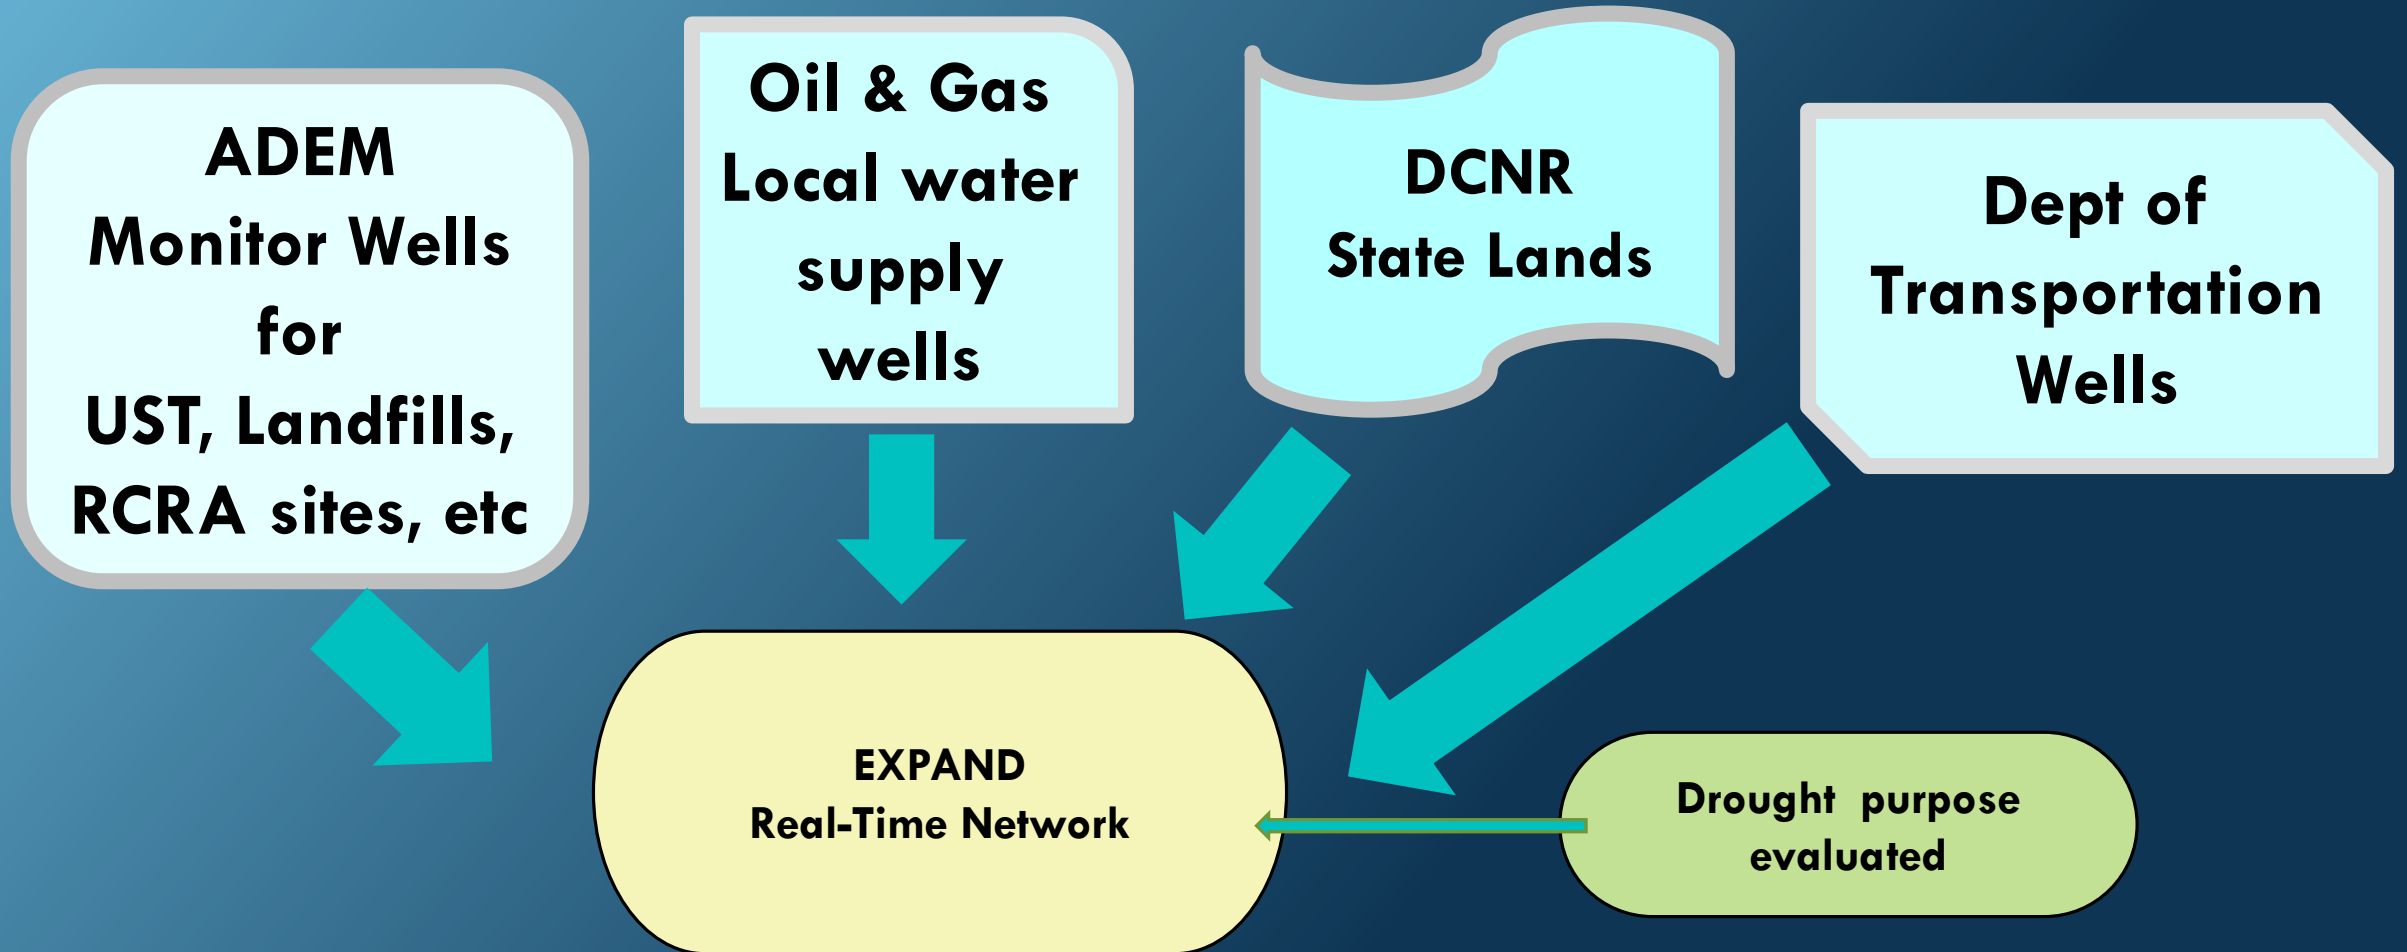 ADEM
Monitor Wells
for
UST, Landfills,
RCRA sites, etc
Oil & Gas
Local water
supply
wells
DCNR
State Lands
Dept of
Transportation
Wells
EXPAND
Real-Time Network
Drought purpose
evaluated